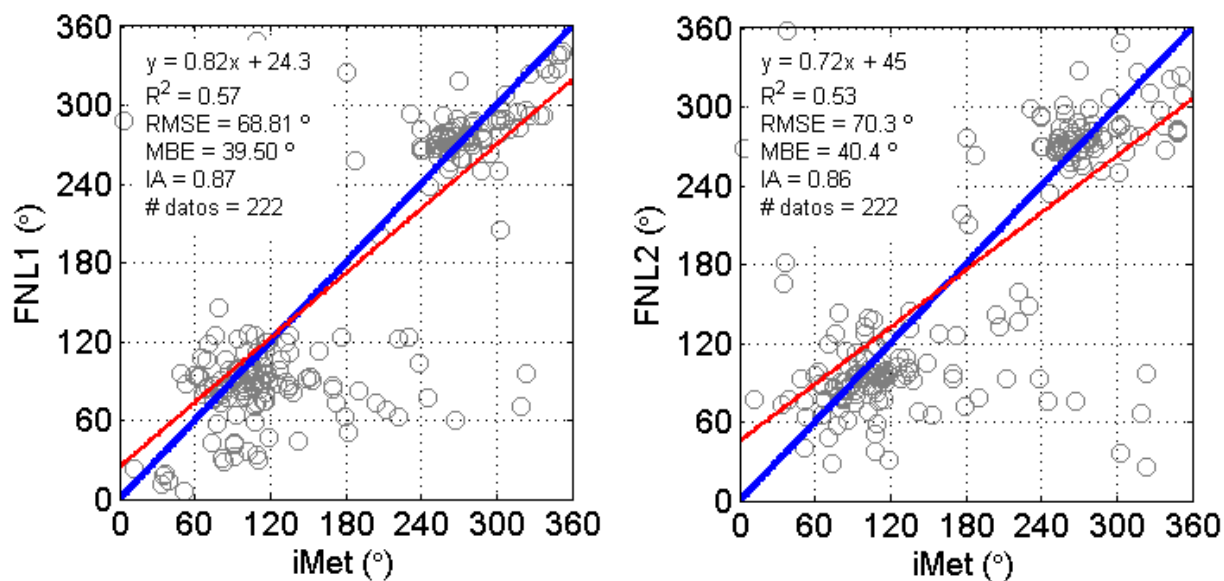 360
300
240
180
120
60
0
FNL1 (°)
y = 0.82x + 24.3
R² = 0.57
RMSE = 68.81 º
MBE = 39.50 º
IA = 0.87
# datos = 222
0 60 120 180 240 300 360
iMet (°)
360
300
240
180
120
60
0
FNL2 (°)
y = 0.72x + 45
R² = 0.53
RMSE = 70.3 º
MBE = 40.4 º
IA = 0.86
# datos = 222
0 60 120 180 240 300 360
iMet (°)